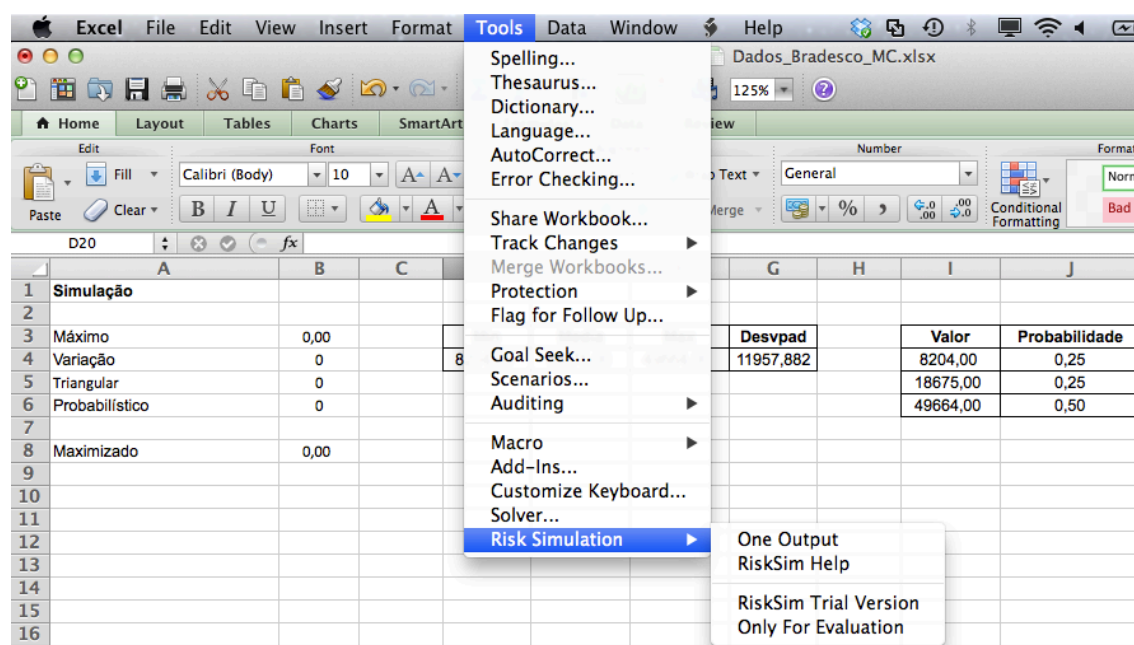 Excel File Edit View Insert Format Tools Data Window Help
Dados_Bradesco_MC.xlsx
125%
Home Layout Tables Charts SmartArt
Edit Font Number
Fill Calibri (Body) 10 A A Text General
Paste Clear B I U A % , Conditional Formatting Bad
D20 fx
A B C G H I J
1 Simulação
2
3 Máximo 0,00 Desvpad Valor Probabilidade
4 Variação 0 11957,882 8204,00 0,25
5 Triangular 0 18675,00 0,25
6 Probabilístico 0 49664,00 0,50
7
8 Maximizado 0,00
9
10
11
12
13
14
15
16
Spelling...
Thesaurus...
Dictionary...
Language...
AutoCorrect...
Error Checking...
Share Workbook...
Track Changes
Merge Workbooks...
Protection
Flag for Follow Up...
Goal Seek...
Scenarios...
Auditing
Macro
Add-Ins...
Customize Keyboard...
Solver...
Risk Simulation
One Output
RiskSim Help
RiskSim Trial Version
Only For Evaluation